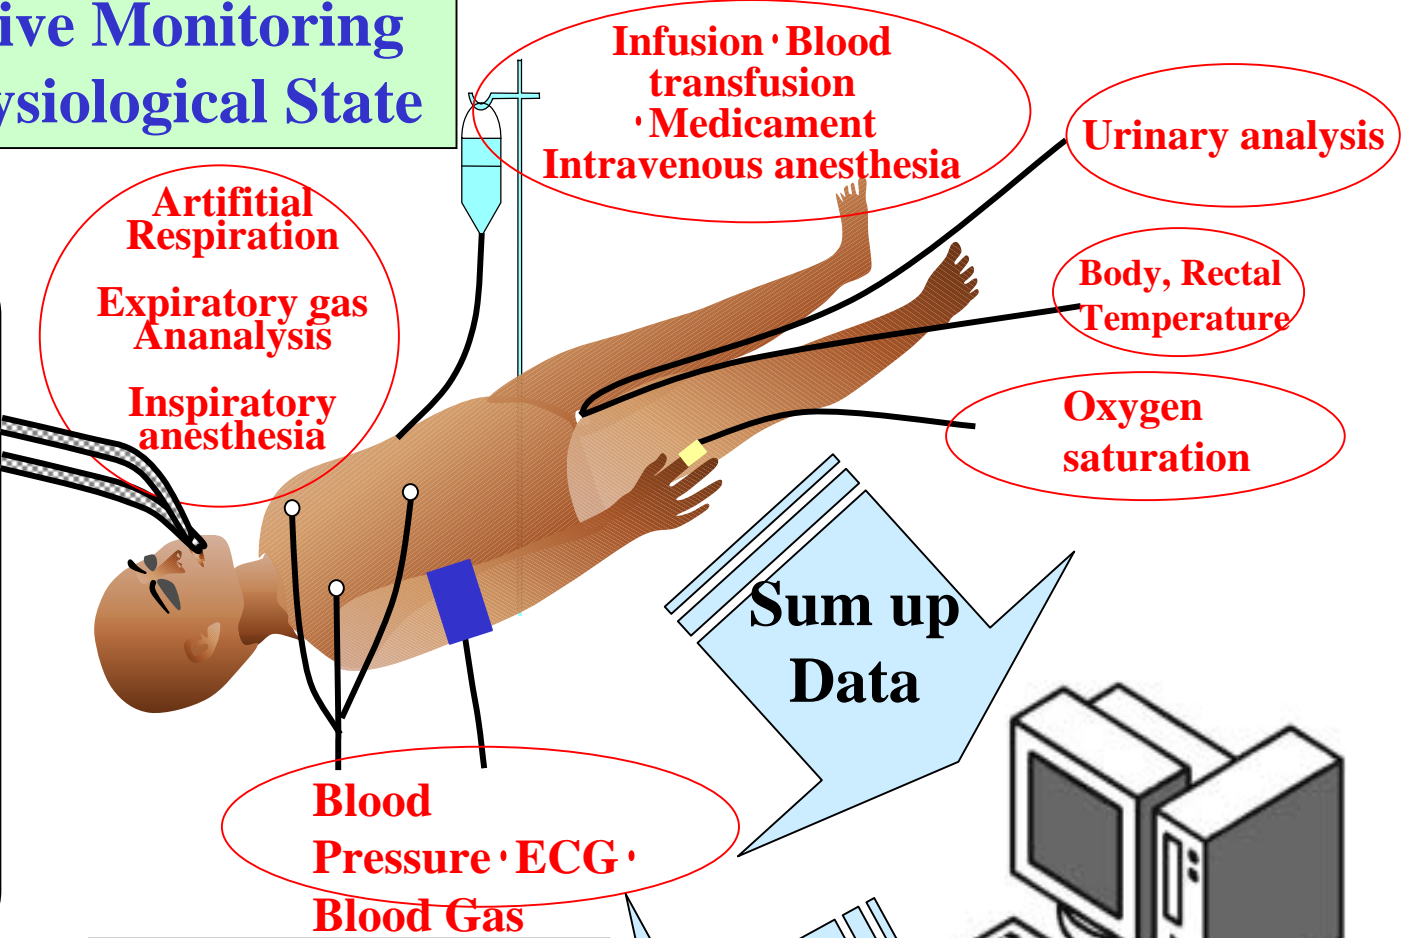 ive Monitoring
ysiological State
Infusion・Blood
transfusion
・Medicament
Intravenous anesthesia
Urinary analysis
Artifitial
Respiration
Expiratory gas
Ananalysis
Inspiratory
anesthesia
Body, Rectal
Temperature
Oxygen
saturation
Sum up
Data
Blood
Pressure・ECG・
Blood Gas